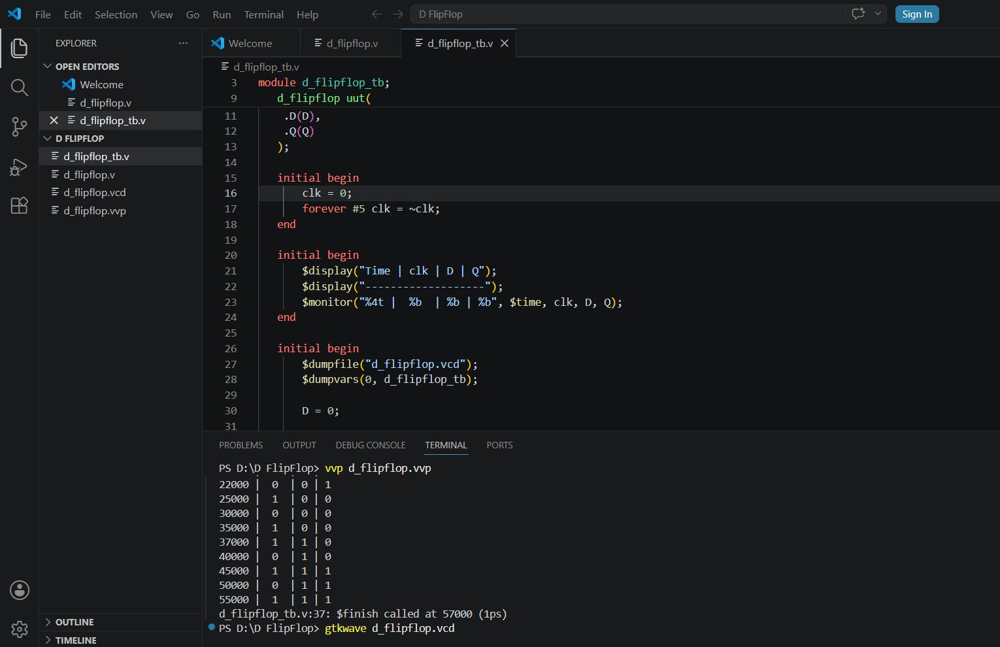 File Edit Selection View Go Run Terminal Help D FlipFlop Sign In
EXPLORER
OPEN EDITORS
Welcome
d_flipflop.v
d_flipflop_tb.v
D FLIPFLOP
d_flipflop_tb.v
d_flipflop.v
d_flipflop.vcd
d_flipflop.vvp
OUTLINE
TIMELINE
Welcome d_flipflop.v d_flipflop_tb.v
d_flipflop_tb.v
3 module d_flipflop_tb;
9 d_flipflop uut(
11 .D(D),
12 .Q(Q)
13 );
14
15 initial begin
16 clk = 0;
17 forever #5 clk = ~clk;
18 end
19
20 initial begin
21 $display("Time | clk | D | Q");
22 $display("-------------------");
23 $monitor("%4t |  %b  | %b | %b", $time, clk, D, Q);
24 end
25
26 initial begin
27 $dumpfile("d_flipflop.vcd");
28 $dumpvars(0, d_flipflop_tb);
29
30 D = 0;
31
PROBLEMS OUTPUT DEBUG CONSOLE TERMINAL PORTS
PS D:\D FlipFlop> vvp d_flipflop.vvp
22000 |  0  | 0 | 1
25000 |  1  | 0 | 0
30000 |  0  | 0 | 0
35000 |  1  | 0 | 0
37000 |  1  | 1 | 0
40000 |  0  | 1 | 0
45000 |  1  | 1 | 1
50000 |  0  | 1 | 1
55000 |  1  | 1 | 1
d_flipflop_tb.v:37: $finish called at 57000 (1ps)
PS D:\D FlipFlop> gtkwave d_flipflop.vcd